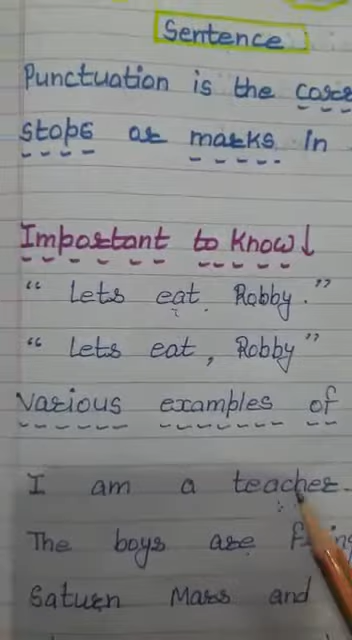 Sentence
Punctuation is the
stops or marks in
Important to know↓
“ Lets eat Robby.”
“ Lets eat, Robby”
Various examples of
I am a teacher.
The boys are
Saturn Mars and